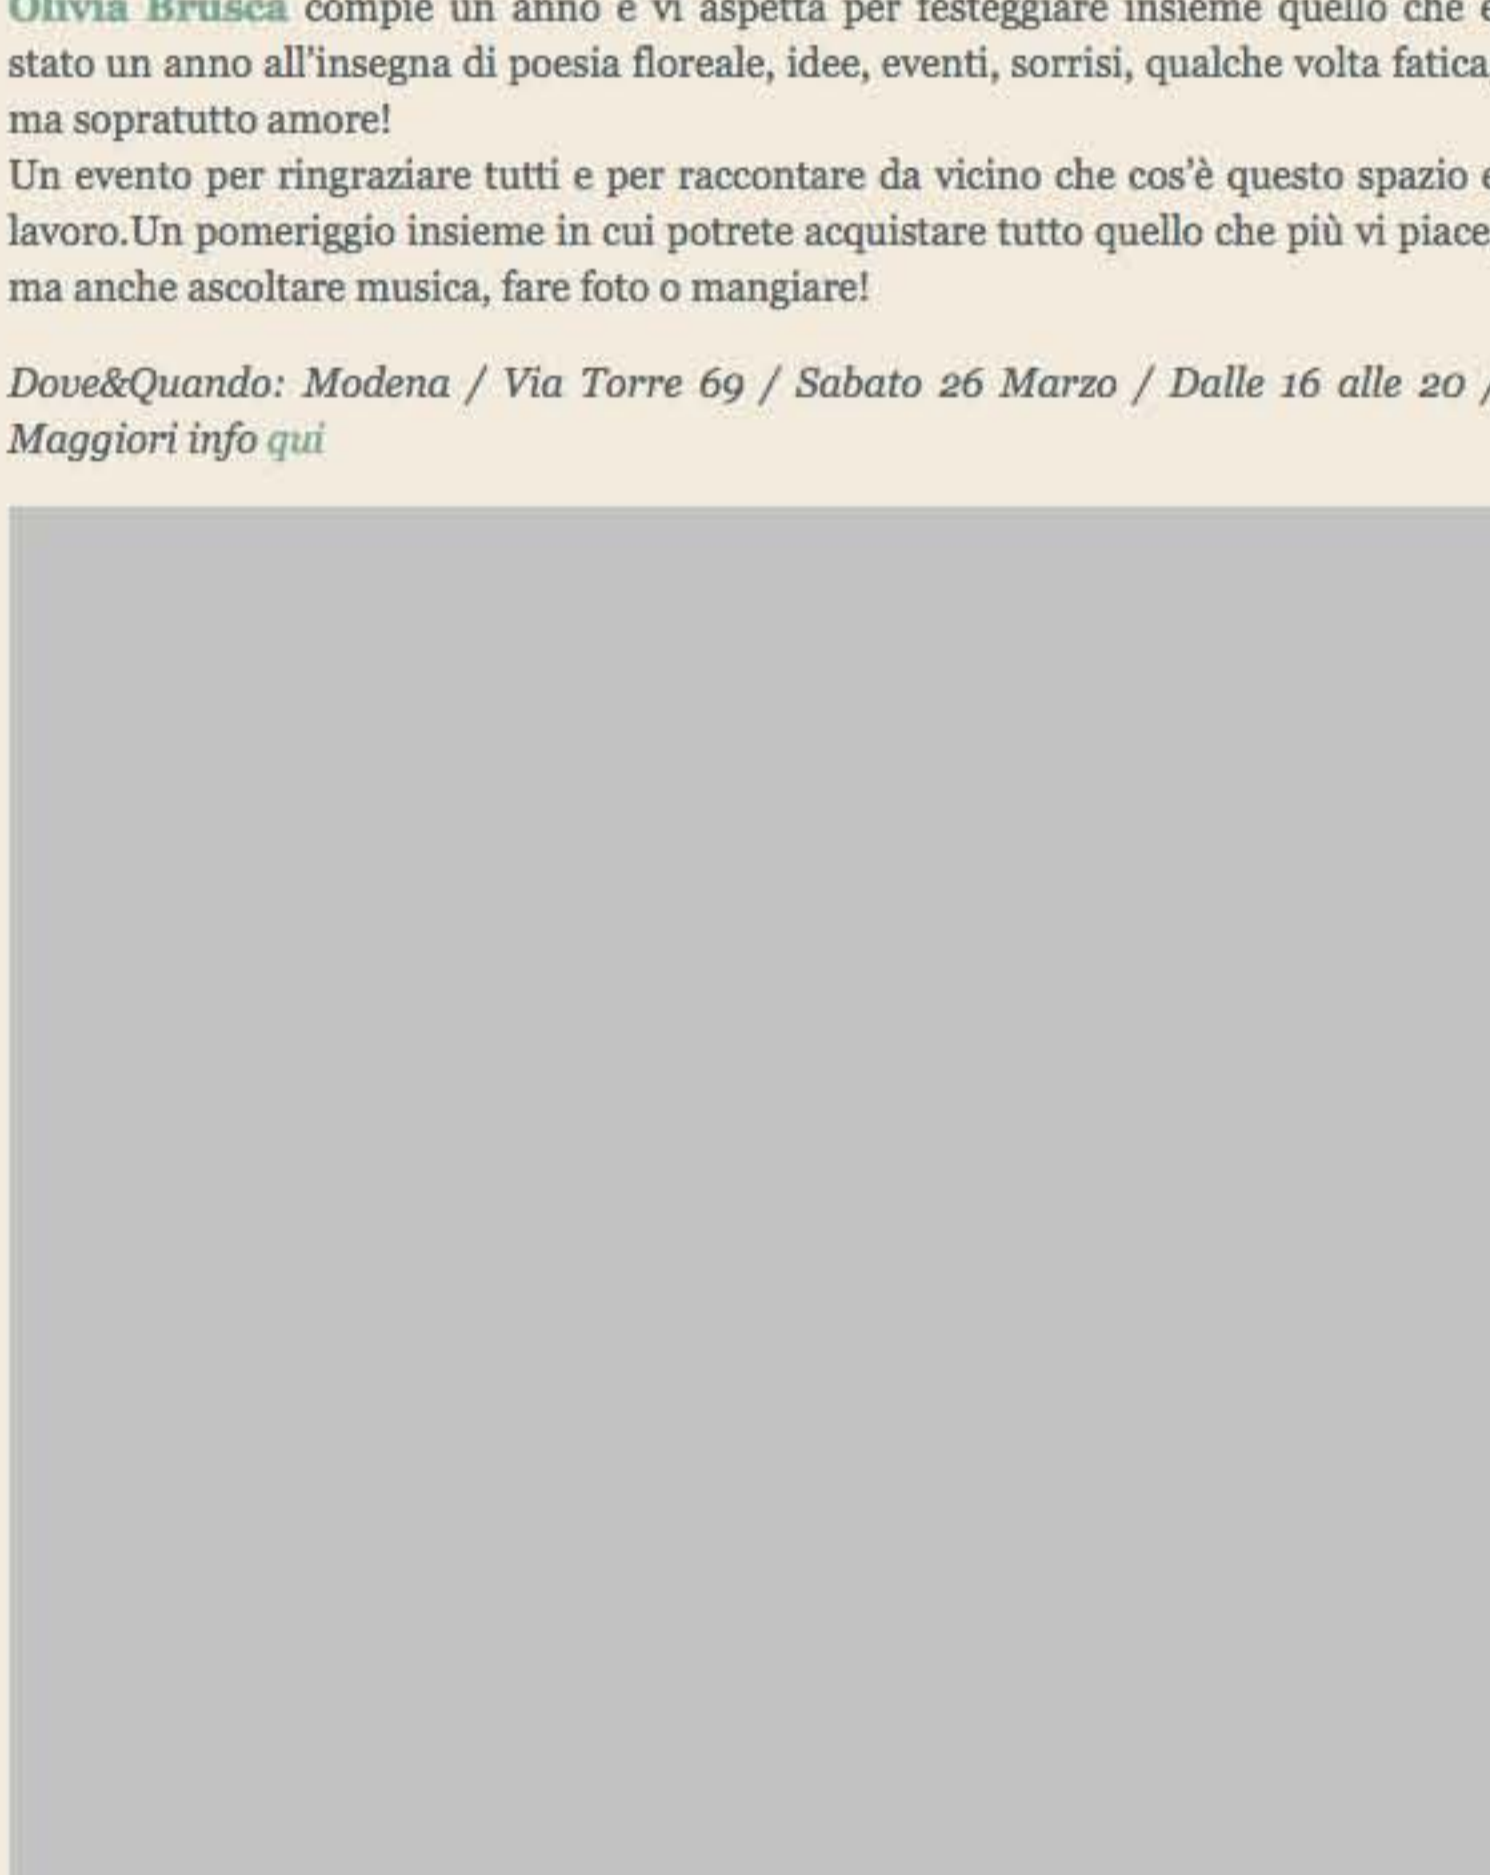 Olivia Brusca compie un anno e vi aspetta per festeggiare insieme quello che è
stato un anno all'insegna di poesia floreale, idee, eventi, sorrisi, qualche volta fatica
ma sopratutto amore!
Un evento per ringraziare tutti e per raccontare da vicino che cos'è questo spazio e
lavoro.Un pomeriggio insieme in cui potrete acquistare tutto quello che più vi piace
ma anche ascoltare musica, fare foto o mangiare!
Dove&Quando: Modena / Via Torre 69 / Sabato 26 Marzo / Dalle 16 alle 20 /
Maggiori info qui